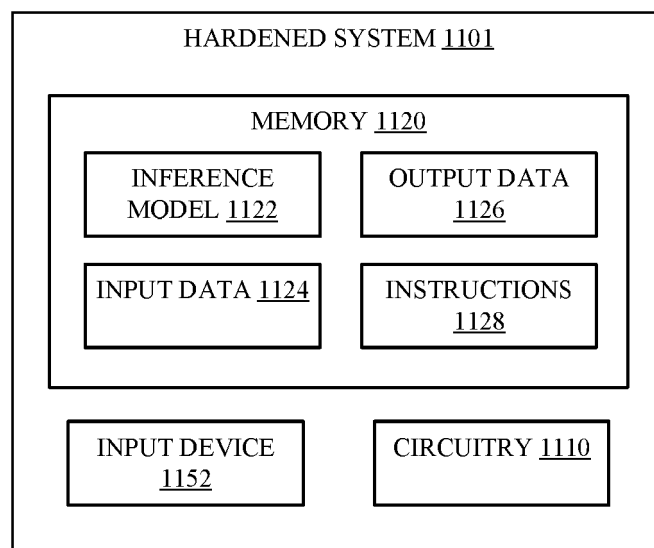 HARDENED SYSTEM 1101
MEMORY 1120
INFERENCE
MODEL 1122
OUTPUT DATA
1126
INPUT DATA 1124
INSTRUCTIONS
1128
INPUT DEVICE
1152
CIRCUITRY 1110